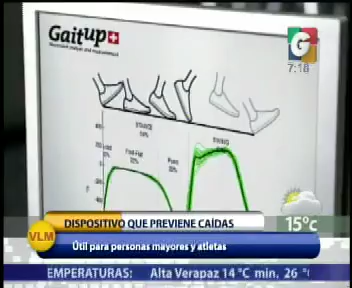 Gaitup
G
7:18
STANCE
SWING
Foot-Flat
Push
DISPOSITIVO QUE PREVIENE CAÍDAS
15°c
VLM
Útil para personas mayores y atletas
EMPERATURAS: Alta Verapaz 14 °C min. 26 °